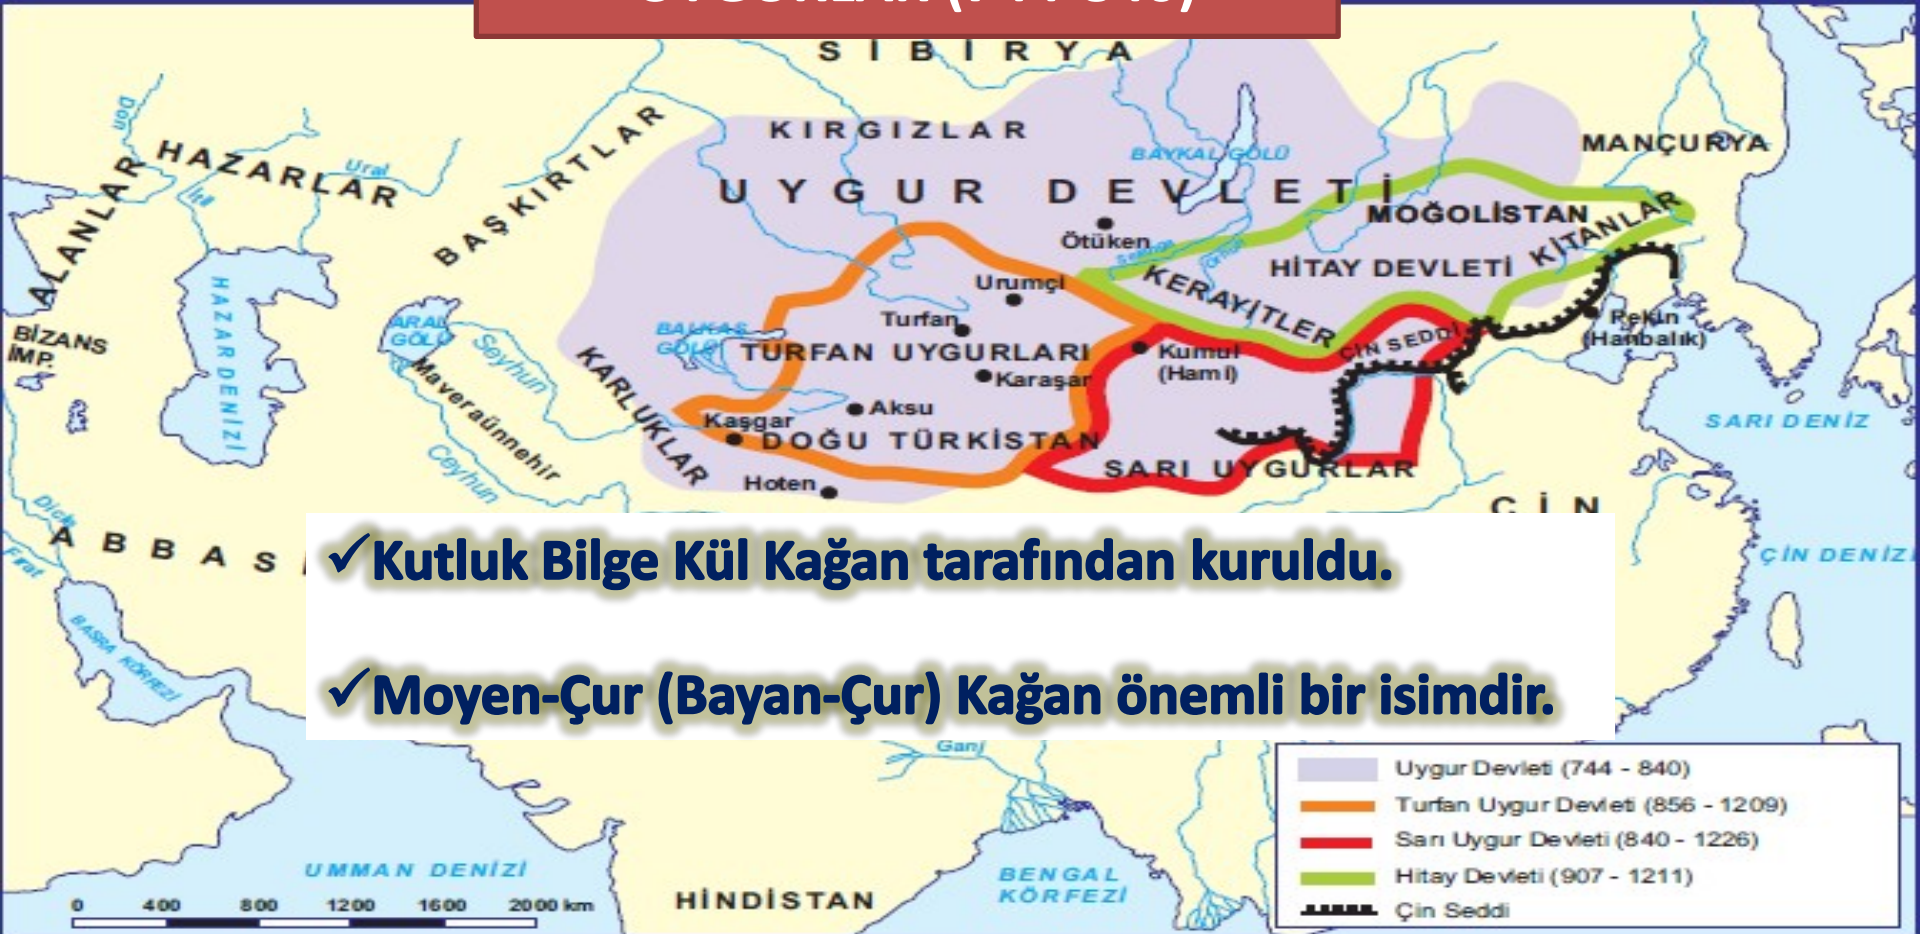 SİBİRYA
KIRGIZLAR
MANÇURYA
Don
HAZARLAR
Ural
İtil
BAŞKIRTLAR
BAYKAL GÖLÜ
UYGUR DEVLETİ
ALANLAR
MOĞOLİSTAN
KİTANLAR
Ötüken
HİTAY DEVLETİ
KERAYİTLER
HAZAR DENİZİ
Urumçi
ARAL
GÖLÜ
Turfan
BALKAŞ
GÖLÜ
BİZANS
İMP.
Seyhun
TURFAN UYGURLARI
Kumul
(Hami)
ÇİN SEDDİ
Pekin
(Hanbalık)
Maveraünnehir
KARLUKLAR
Karaşar
Aksu
Kaşgar
DOĞU TÜRKİSTAN
SARI DENİZ
Ceyhun
SARI UYGURLAR
Hoten
ÇİN
Dicle
Fırat
ABBAS
ÇİN DENİZİ
✓Kutluk Bilge Kül Kağan tarafından kuruldu.
✓Moyen-Çur (Bayan-Çur) Kağan önemli bir isimdir.
BASRA KÖRFEZİ
Ganj
Uygur Devleti (744 - 840)
Turfan Uygur Devleti (856 - 1209)
Sarı Uygur Devleti (840 - 1226)
Hitay Devleti (907 - 1211)
Çin Seddi
UMMAN DENİZİ
HİNDİSTAN
BENGAL
KÖRFEZİ
0 400 800 1200 1600 2000 km